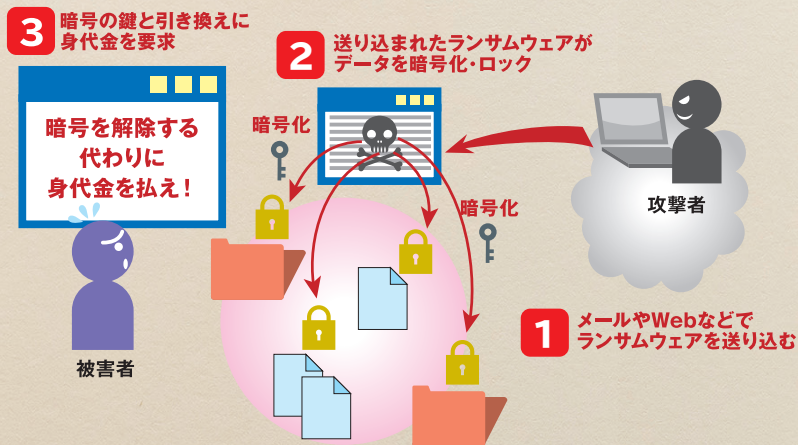 3 暗号の鍵と引き換えに
身代金を要求
2 送り込まれたランサムウェアが
データを暗号化・ロック
暗号を解除する
代わりに
身代金を払え!
暗号化
暗号化
攻撃者
1 メールやWebなどで
ランサムウェアを送り込む
被害者